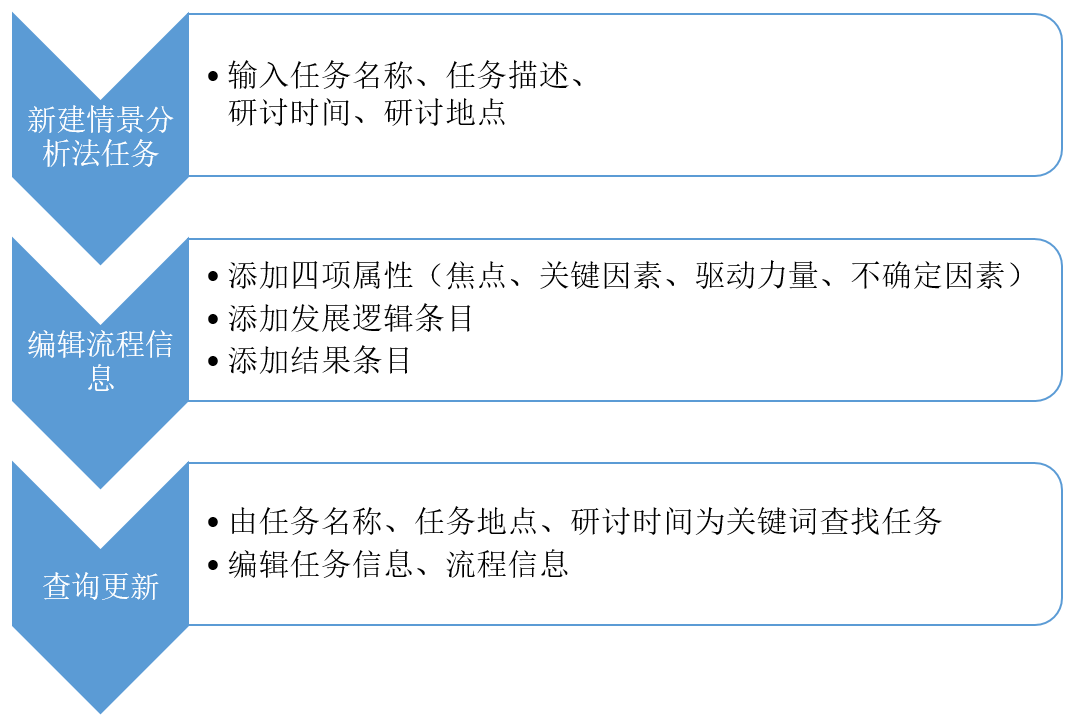 新建情景分
析法任务
•输入任务名称、任务描述、
研讨时间、研讨地点
编辑流程信
息
•添加四项属性（焦点、关键因素、驱动力量、不确定因素）
•添加发展逻辑条目
•添加结果条目
查询更新
•由任务名称、任务地点、研讨时间为关键词查找任务
•编辑任务信息、流程信息